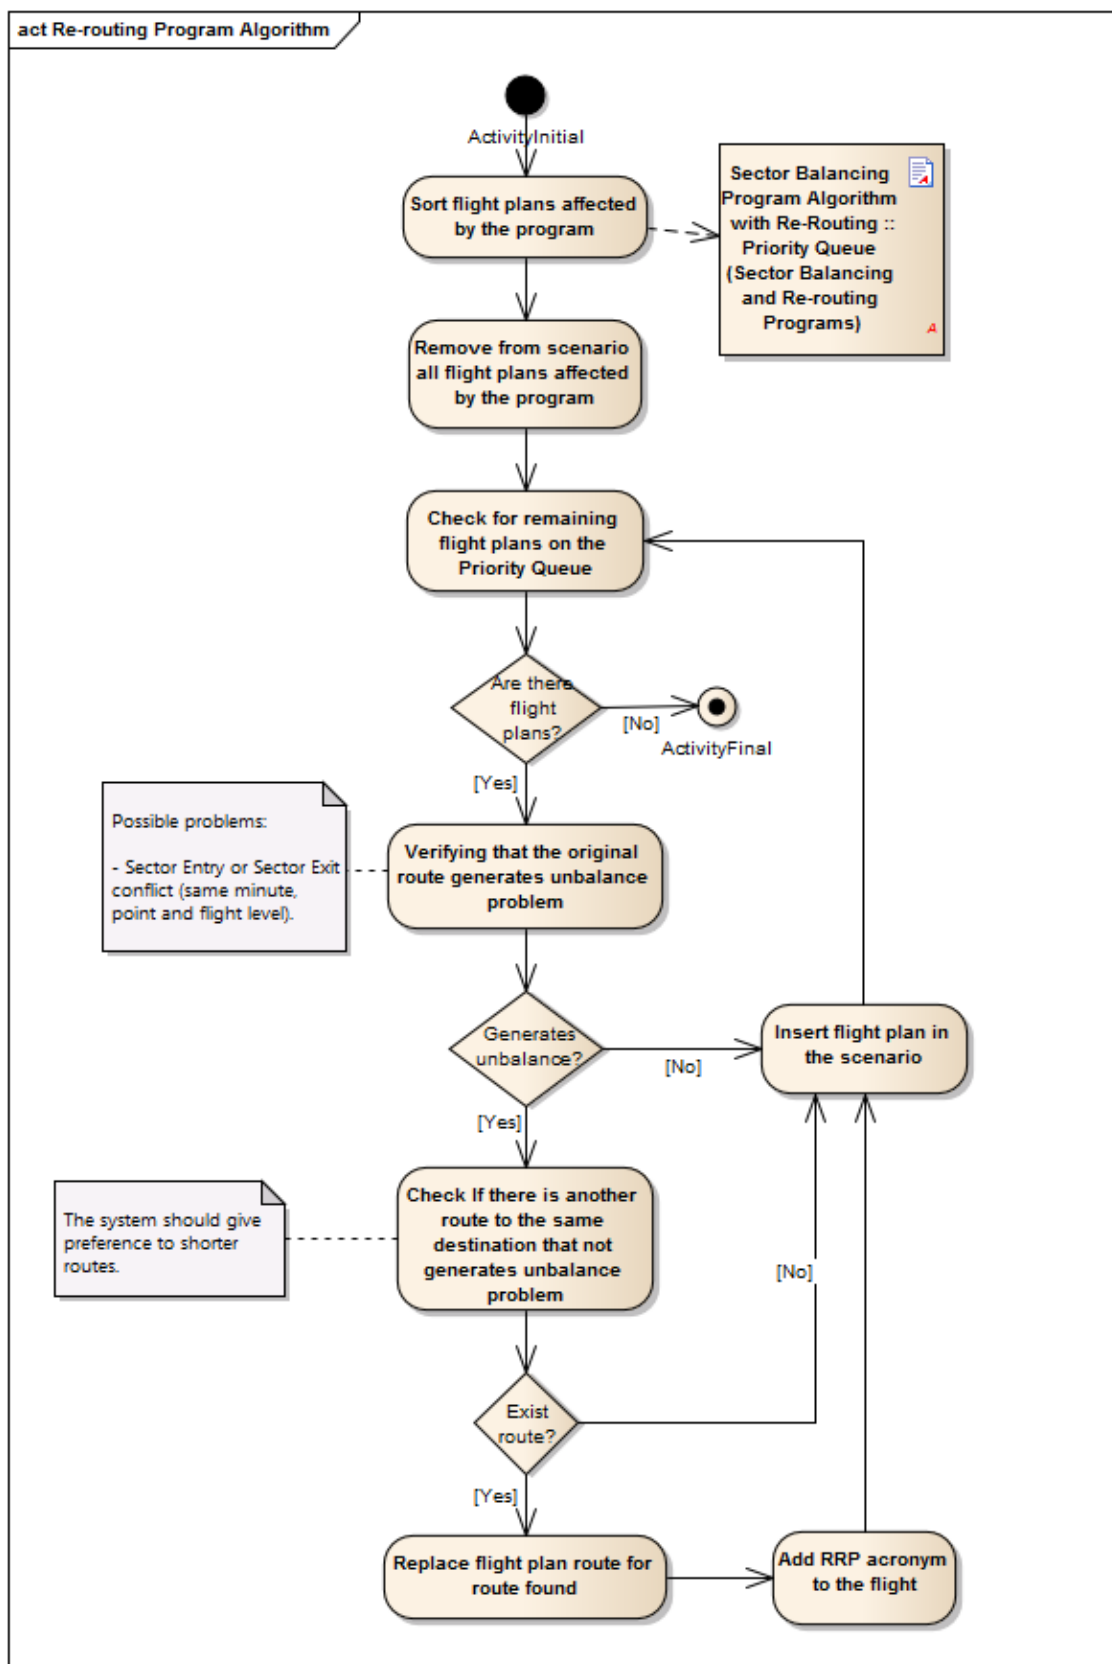 act Re-routing Program Algorithm
ActivityInitial
Sort flight plans affected
by the program
Sector Balancing
Program Algorithm
with Re-Routing ::
Priority Queue
(Sector Balancing
and Re-routing
Programs)
A
Remove from scenario
all flight plans affected
by the program
Check for remaining
flight plans on the
Priority Queue
Are there
flight
plans?
[No]
ActivityFinal
[Yes]
Possible problems:
- Sector Entry or Sector Exit
conflict (same minute,
point and flight level).
Verifying that the original
route generates unbalance
problem
Generates
unbalance?
[No]
Insert flight plan in
the scenario
[Yes]
The system should give
preference to shorter
routes.
Check If there is another
route to the same
destination that not
generates unbalance
problem
[No]
Exist
route?
[Yes]
Replace flight plan route for
route found
Add RRP acronym
to the flight